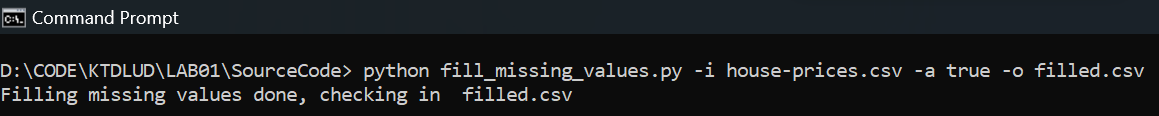 Command Prompt
D:\CODE\KTDLUD\LAB01\SourceCode> python fill_missing_values.py -i house-prices.csv -a true -o filled.csv
Filling missing values done, checking in  filled.csv